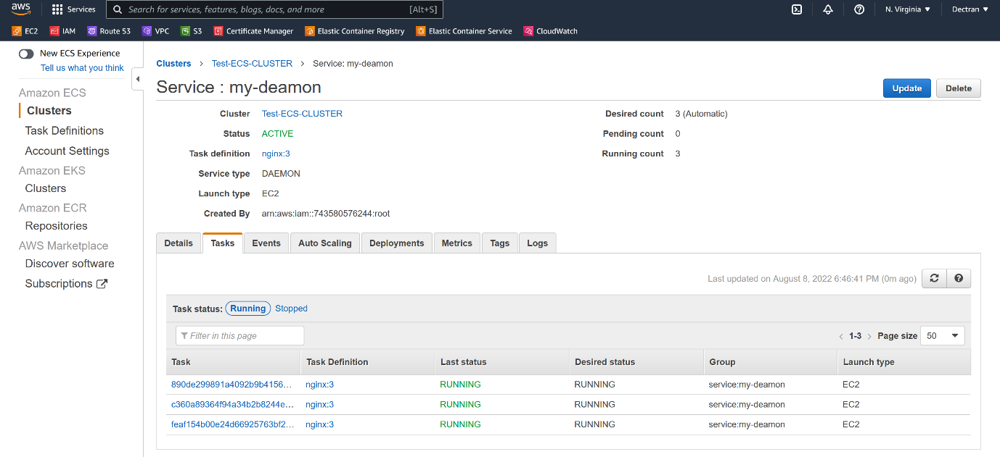 aws Services Search for services, features, blogs, docs, and more [Alt+S] N. Virginia Dectran
EC2 IAM Route 53 VPC S3 Certificate Manager Elastic Container Registry Elastic Container Service CloudWatch
New ECS Experience
Tell us what you think
Amazon ECS
Clusters
Task Definitions
Account Settings
Amazon EKS
Clusters
Amazon ECR
Repositories
AWS Marketplace
Discover software
Subscriptions
Clusters > Test-ECS-CLUSTER > Service: my-deamon
Service : my-deamon
Update Delete
Cluster Test-ECS-CLUSTER
Status ACTIVE
Task definition nginx:3
Service type DAEMON
Launch type EC2
Created By arn:aws:iam::743580576244:root
Desired count 3 (Automatic)
Pending count 0
Running count 3
Details Tasks Events Auto Scaling Deployments Metrics Tags Logs
Last updated on August 8, 2022 6:46:41 PM (0m ago)
Task status: Running Stopped
Filter in this page
< 1-3 > Page size 50
Task Task Definition Last status Desired status Group Launch type
890de299891a4092b9b4156... nginx:3 RUNNING RUNNING service:my-deamon EC2
c360a89364f94a34b2b8244e... nginx:3 RUNNING RUNNING service:my-deamon EC2
feaf154b00e24d66925763bf2... nginx:3 RUNNING RUNNING service:my-deamon EC2